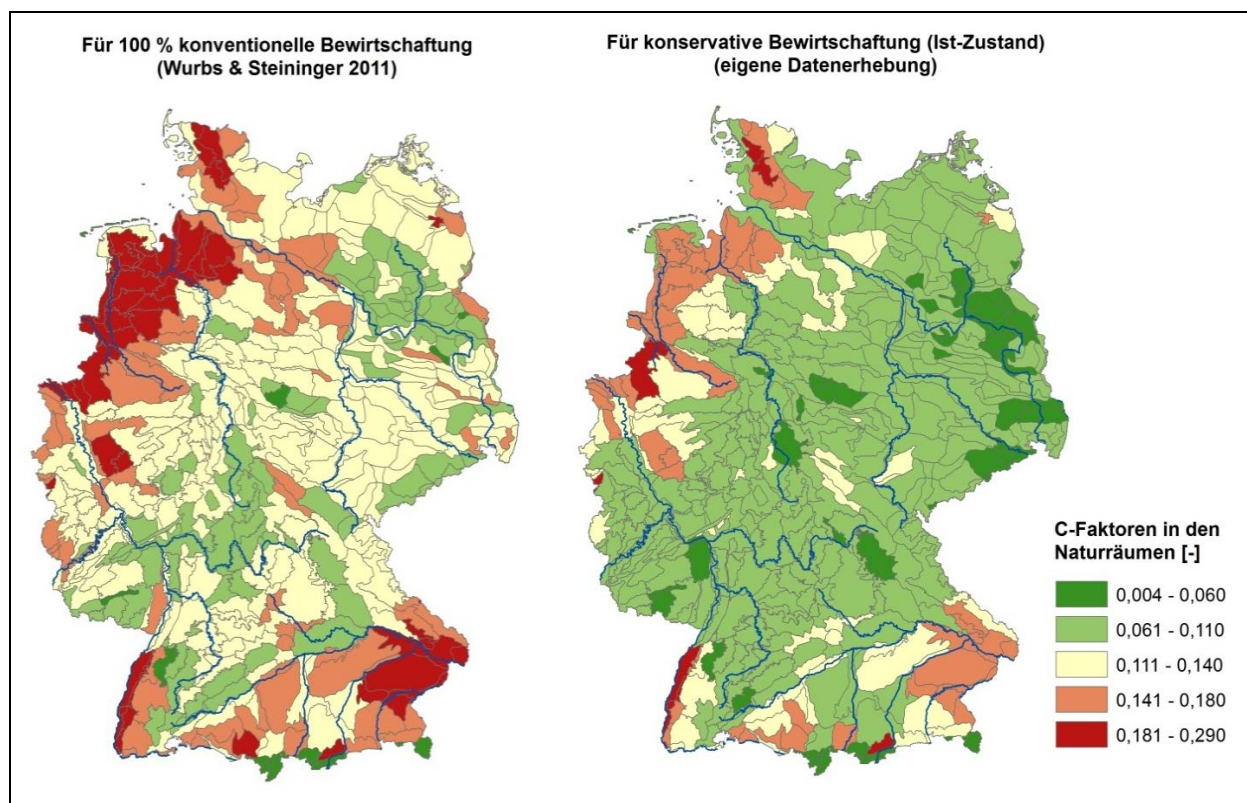 Für 100 % konventionelle Bewirtschaftung
(Wurbs & Steininger 2011)
Für konservative Bewirtschaftung (Ist-Zustand)
(eigene Datenerhebung)
C-Faktoren in den
Naturräumen [-]
0,004 - 0,060
0,061 - 0,110
0,111 - 0,140
0,141 - 0,180
0,181 - 0,290